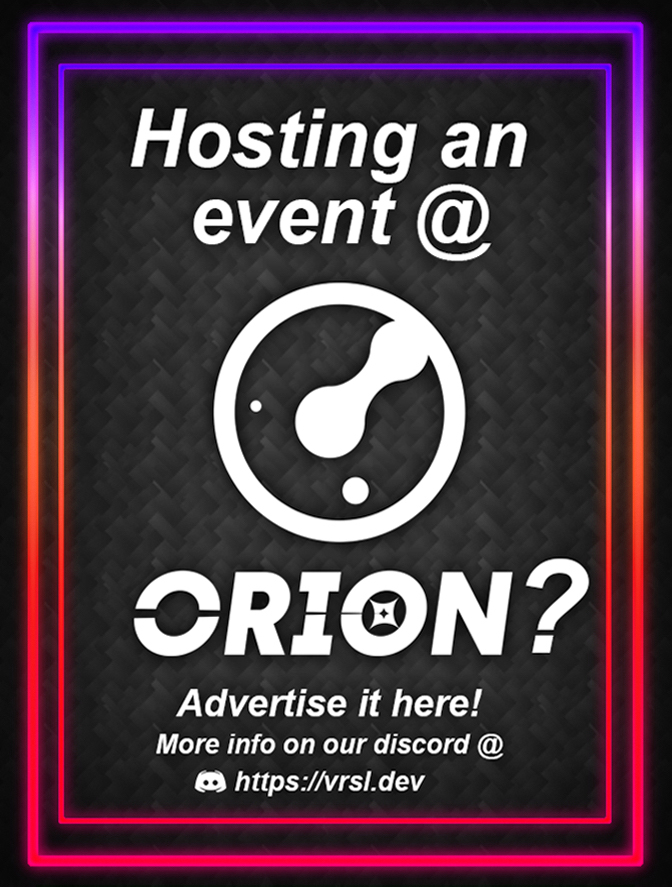 Hosting an
event @
ORION?
Advertise it here!
More info on our discord @
https://vrsl.dev